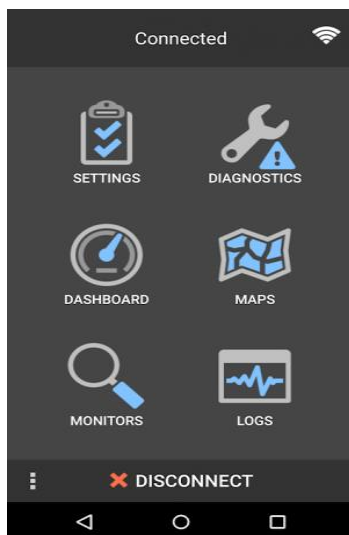 Connected
SETTINGS
DIAGNOSTICS
DASHBOARD
MAPS
MONITORS
LOGS
DISCONNECT